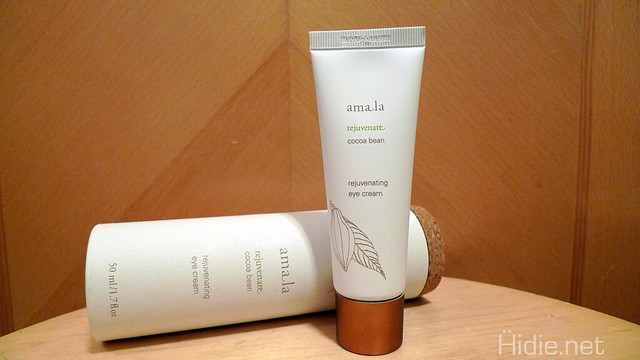 ama.la
rejuvenate.
cocoa bean
rejuvenating
eye cream
ama.la
rejuvenate.
cocoa bean
rejuvenating
eye cream
50 ml/1.7 fl oz
Hidie.net